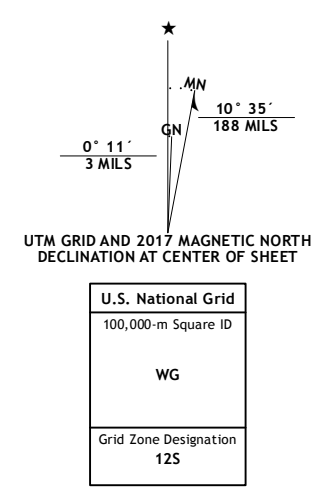 ★
MN
GN
10° 35´
188 MILS
0° 11´
3 MILS
UTM GRID AND 2017 MAGNETIC NORTH
DECLINATION AT CENTER OF SHEET
U.S. National Grid
100,000-m Square ID
WG
Grid Zone Designation
12S